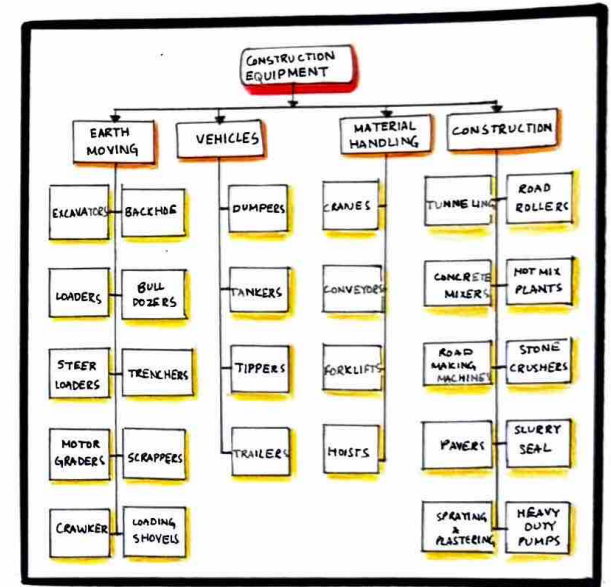 CONSTRUCTION
EQUIPMENT
EARTH
MOVING
VEHICLES
MATERIAL
HANDLING
CONSTRUCTION
EXCAVATORS
BACKHOE
LOADERS
BULL
DOZERS
STEER
LOADERS
TRENCHERS
MOTOR
GRADERS
SCRAPPERS
CRAWKER
LOADING
SHOVELS
DUMPERS
TANKERS
TIPPERS
TRAILERS
CRANES
CONVEYORS
FORKLIFTS
HOISTS
TUNNELING
ROAD
ROLLERS
CONCRETE
MIXERS
HOT MIX
PLANTS
ROAD
MAKING
MACHINES
STONE
CRUSHERS
PAVERS
SLURRY
SEAL
SPRAYING
&
PLASTERING
HEAVY
DUTY
PUMPS